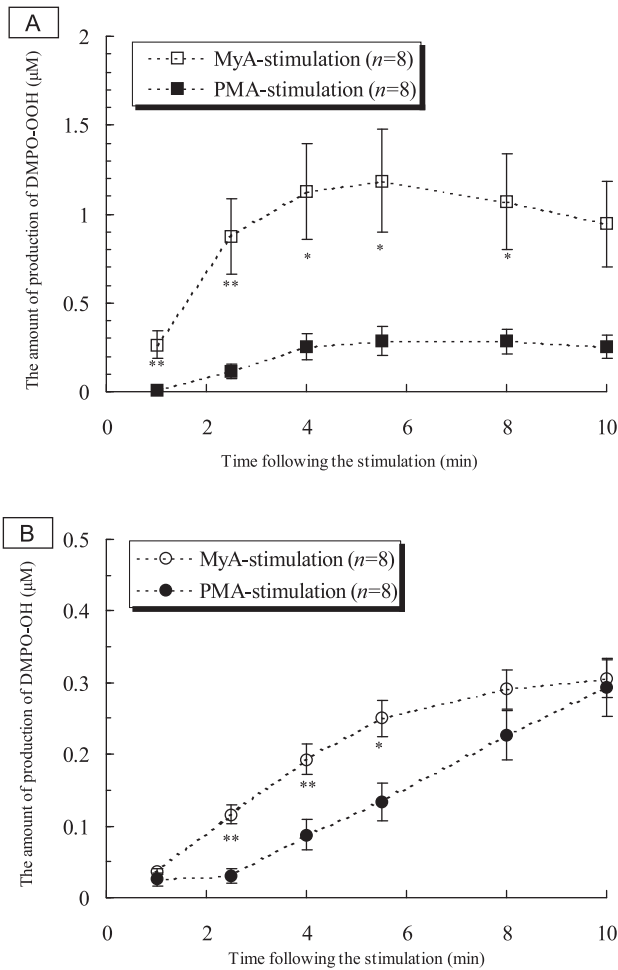 A
The amount of production of DMPO-OOH (µM)
2
1.5
1
0.5
0
MyA-stimulation (n=8)
PMA-stimulation (n=8)
**
**
*
*
*
0 2 4 6 8 10
Time following the stimulation (min)
B
The amount of production of DMPO-OH (µM)
0.5
0.4
0.3
0.2
0.1
0
MyA-stimulation (n=8)
PMA-stimulation (n=8)
**
**
*
0 2 4 6 8 10
Time following the stimulation (min)